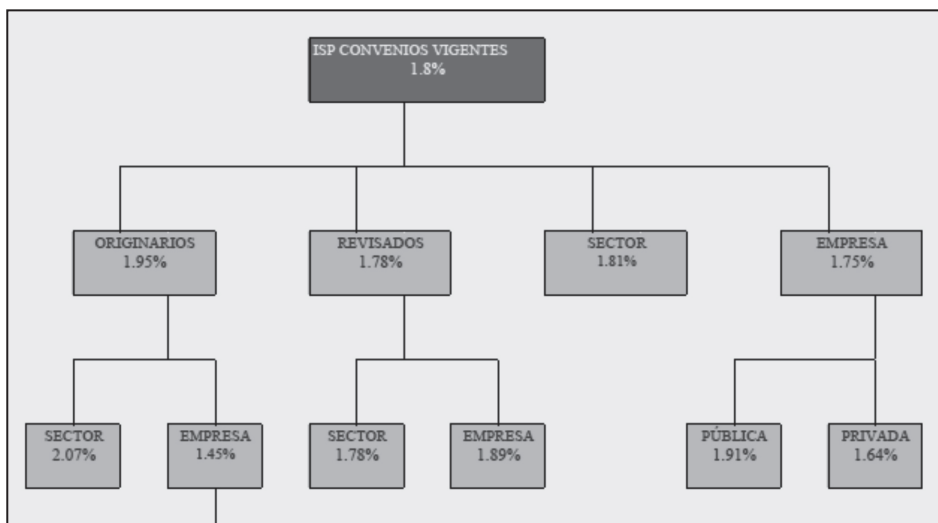 ISP CONVENIOS VIGENTES
1.8%
ORIGINARIOS
1.95%
REVISADOS
1.78%
SECTOR
1.81%
EMPRESA
1.75%
SECTOR
2.07%
EMPRESA
1.45%
SECTOR
1.78%
EMPRESA
1.89%
PÚBLICA
1.91%
PRIVADA
1.64%